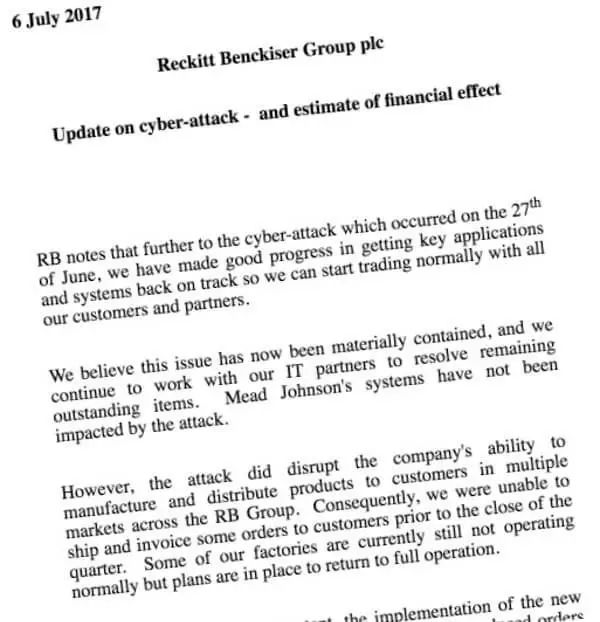 6 July 2017
Reckitt Benckiser Group plc
Update on cyber-attack - and estimate of financial effect
RB notes that further to the cyber-attack which occurred on the 27th
of June, we have made good progress in getting key applications
and systems back on track so we can start trading normally with all
our customers and partners.
We believe this issue has now been materially contained, and we
continue to work with our IT partners to resolve remaining
outstanding items. Mead Johnson's systems have not been
impacted by the attack.
However, the attack did disrupt the company's ability to
manufacture and distribute products to customers in multiple
markets across the RB Group. Consequently, we were unable to
ship and invoice some orders to customers prior to the close of the
quarter. Some of our factories are currently still not operating
normally but plans are in place to return to full operation.
the implementation of the new
orders